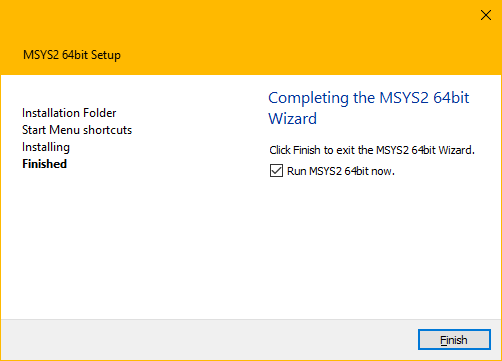 MSYS2 64bit Setup
Installation Folder
Start Menu shortcuts
Installing
Finished
Completing the MSYS2 64bit
Wizard
Click Finish to exit the MSYS2 64bit Wizard.
Run MSYS2 64bit now.
Finish